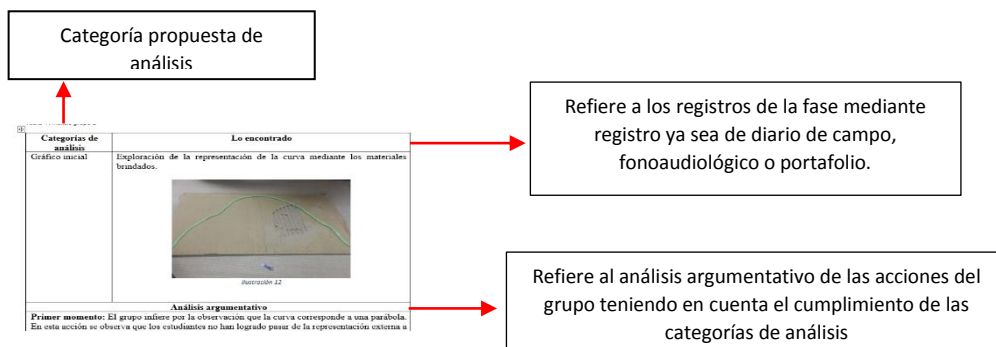 Categoría propuesta de
análisis
Refiere a los registros de la fase mediante
registro ya sea de diario de campo,
fonoaudiológico o portafolio.
Categorías de
análisis
Lo encontrado
Gráfico inicial
Exploración de la representación de la curva mediante los materiales
brindados.
Ilustración 12
Análisis argumentativo
Primer momento: El grupo infiere por la observación que la curva corresponde a una parábola.
En esta acción se observa que los estudiantes no han logrado pasar de la representación externa a
Refiere al análisis argumentativo de las acciones del
grupo teniendo en cuenta el cumplimiento de las
categorías de análisis